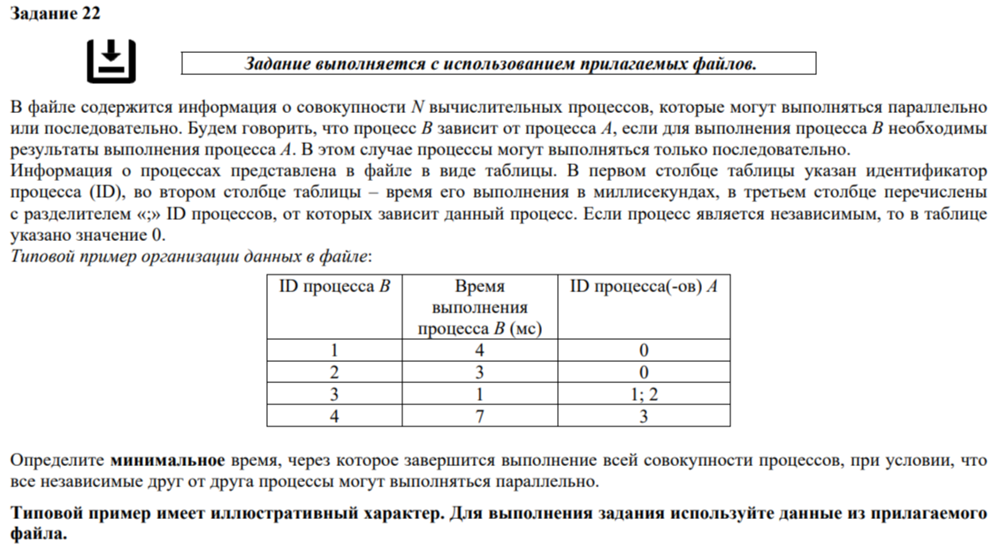 Задание 22
Задание выполняется с использованием прилагаемых файлов.
В файле содержится информация о совокупности N вычислительных процессов, которые могут выполняться параллельно
или последовательно. Будем говорить, что процесс B зависит от процесса A, если для выполнения процесса B необходимы
результаты выполнения процесса A. В этом случае процессы могут выполняться только последовательно.
Информация о процессах представлена в файле в виде таблицы. В первом столбце таблицы указан идентификатор
процесса (ID), во втором столбце таблицы – время его выполнения в миллисекундах, в третьем столбце перечислены
с разделителем «;» ID процессов, от которых зависит данный процесс. Если процесс является независимым, то в таблице
указано значение 0.
Типовой пример организации данных в файле:
ID процесса B Время ID процесса(-ов) A
выполнения
процесса B (мс)
1 4 0
2 3 0
3 1 1; 2
4 7 3
Определите минимальное время, через которое завершится выполнение всей совокупности процессов, при условии, что
все независимые друг от друга процессы могут выполняться параллельно.
Типовой пример имеет иллюстративный характер. Для выполнения задания используйте данные из прилагаемого
файла.